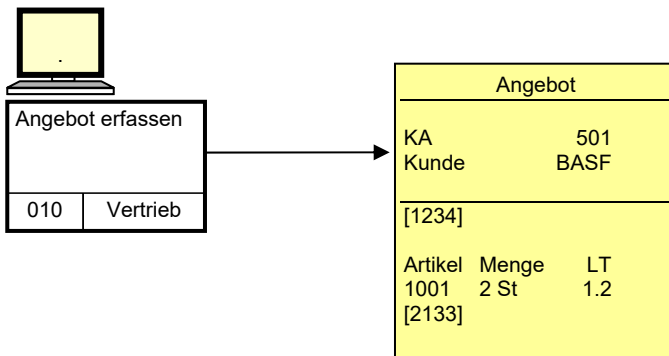 Angebot erfassen
010 Vertrieb
Angebot
KA 501
Kunde BASF
[1234]
Artikel Menge LT
1001 2 St 1.2
[2133]